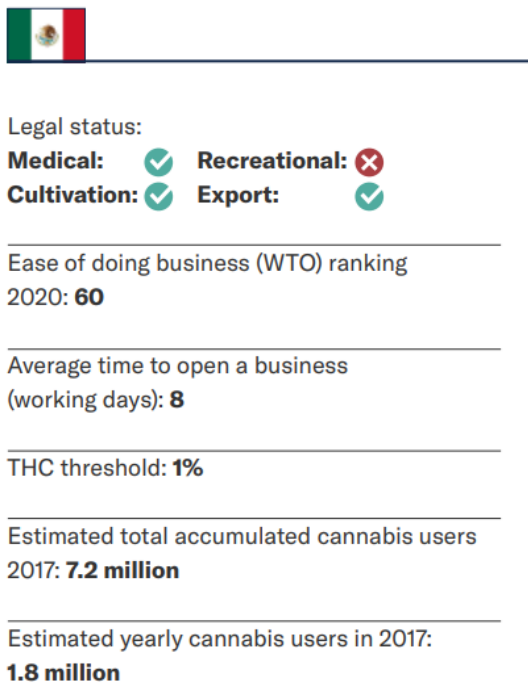 Legal status:
Medical: Recreational:
Cultivation: Export:
Ease of doing business (WTO) ranking
2020: 60
Average time to open a business
(working days): 8
THC threshold: 1%
Estimated total accumulated cannabis users
2017: 7.2 million
Estimated yearly cannabis users in 2017:
1.8 million